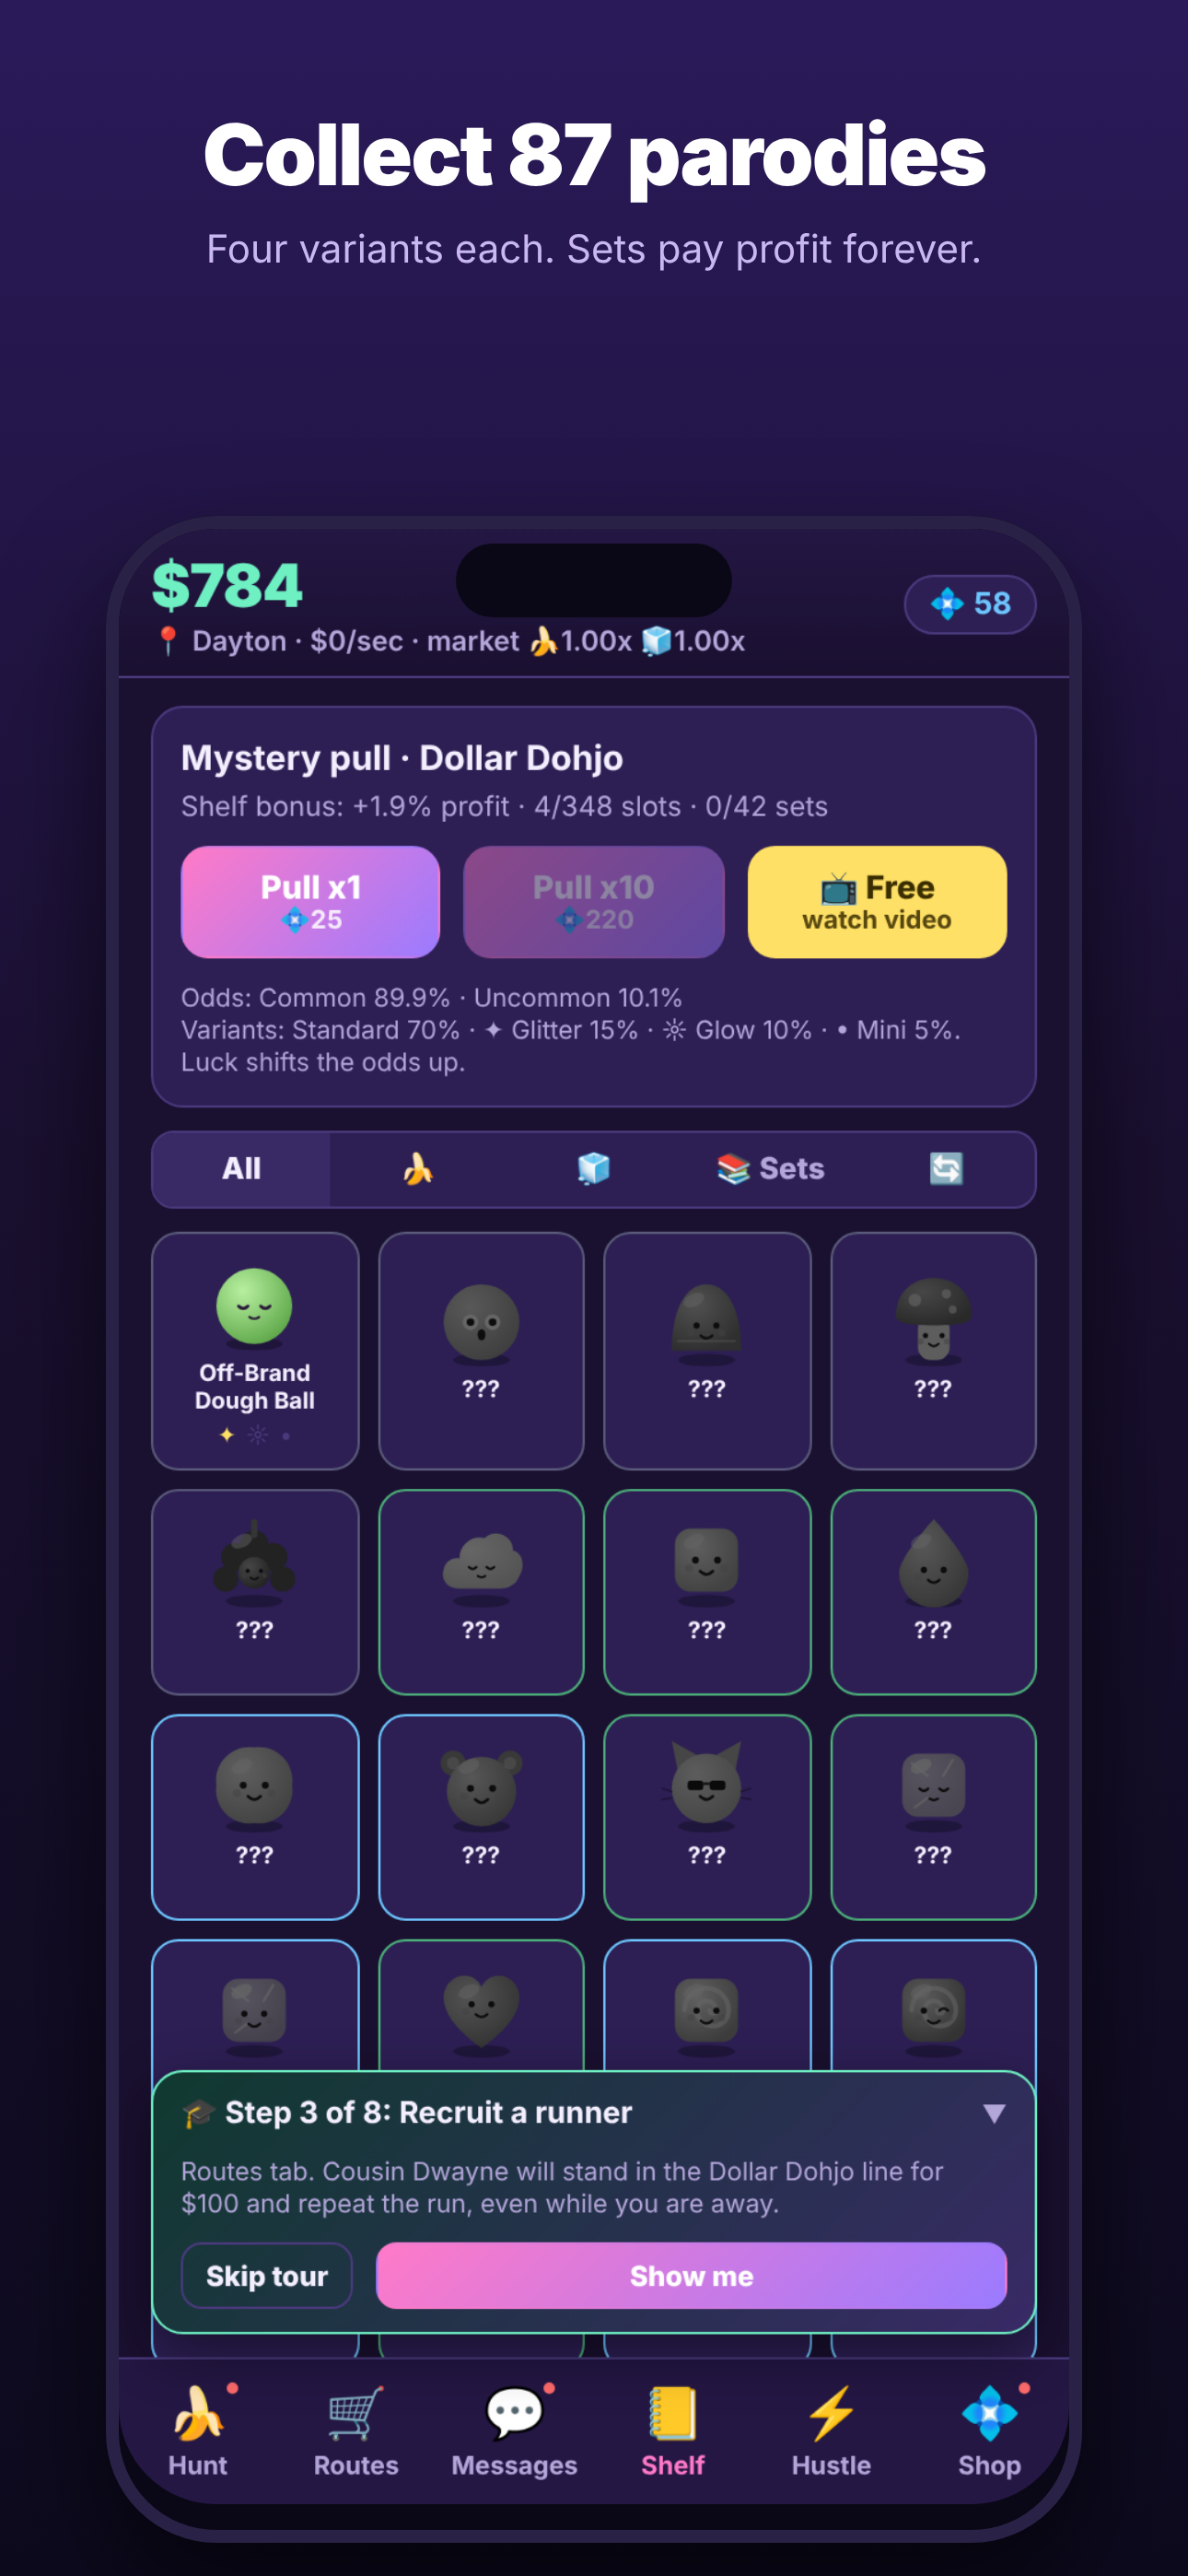 Collect 87 parodies
Four variants each. Sets pay profit forever.
$784
💠 58
📍 Dayton · $0/sec · market 🍌1.00x 🧊1.00x
Mystery pull · Dollar Dohjo
Shelf bonus: +1.9% profit · 4/348 slots · 0/42 sets
Pull x1
💠25
Pull x10
💠220
📺 Free
watch video
Odds: Common 89.9% · Uncommon 10.1%
Variants: Standard 70% · ✦ Glitter 15% · ☼ Glow 10% · • Mini 5%.
Luck shifts the odds up.
All
📚 Sets
Off-Brand
Dough Ball
???
???
???
???
???
???
???
???
???
???
???
🎓 Step 3 of 8: Recruit a runner ▼
Routes tab. Cousin Dwayne will stand in the Dollar Dohjo line for
$100 and repeat the run, even while you are away.
Skip tour
Show me
Hunt
Routes
Messages
Shelf
Hustle
Shop